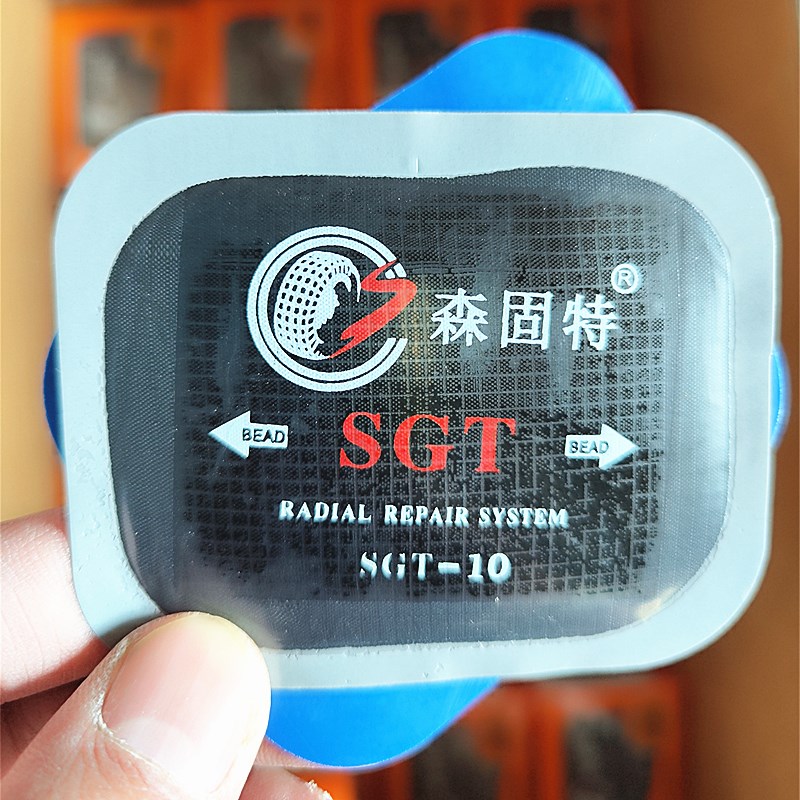 森固特®
SGT
BEAD
BEAD
RADIAL REPAIR SYSTEM
SGT-10